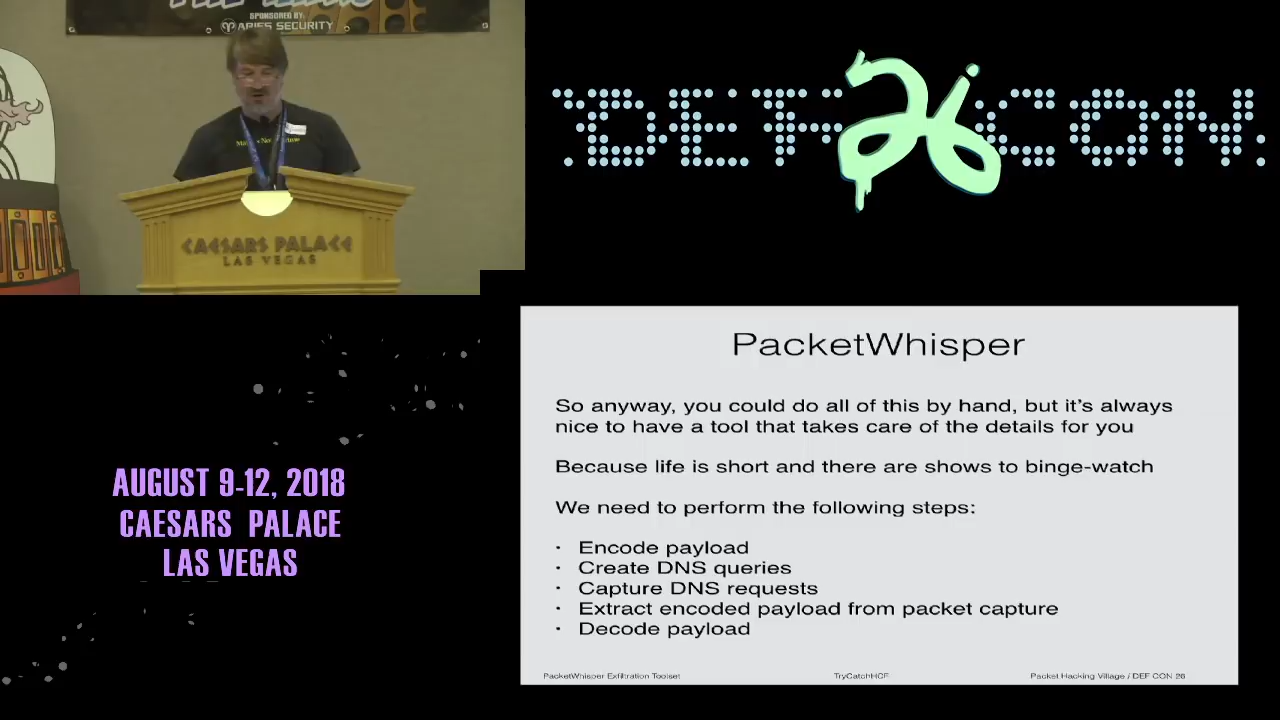 SPONSORED BY:
ARIES SECURITY
CAESARS PALACE
LAS VEGAS
DEF CON 26
PacketWhisper
So anyway, you could do all of this by hand, but it's always
nice to have a tool that takes care of the details for you
Because life is short and there are shows to binge-watch
We need to perform the following steps:
· Encode payload
· Create DNS queries
· Capture DNS requests
· Extract encoded payload from packet capture
· Decode payload
PacketWhisper Exfiltration Toolset
TryCatchHCF
Packet Hacking Village / DEF CON 26
AUGUST 9-12, 2018
CAESARS PALACE
LAS VEGAS